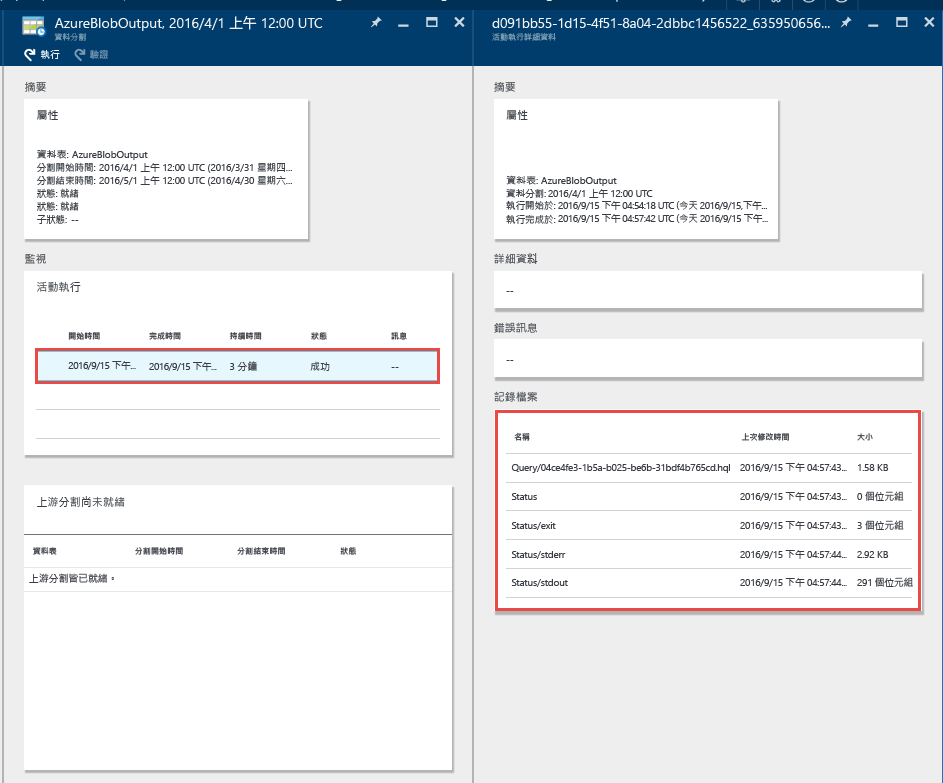 AzureBlobOutput, 2016/4/1 上午 12:00 UTC
資料分割
執行 驗證
摘要
屬性
資料表: AzureBlobOutput
分割開始時間: 2016/4/1 上午 12:00 UTC (2016/3/31 星期四...
分割結束時間: 2016/5/1 上午 12:00 UTC (2016/4/30 星期六...
狀態: 就緒
狀態: 就緒
子狀態: --
監視
活動執行
開始時間 完成時間 持續時間 狀態 訊息
2016/9/15 下午... 2016/9/15 下午... 3 分鐘 成功 --
上游分割尚未就緒
資料表 分割開始時間 分割結束時間 狀態
上游分割皆已就緒。
d091bb55-1d15-4f51-8a04-2dbbc1456522_635950656...
活動執行詳細資料
摘要
屬性
資料表: AzureBlobOutput
資料分割: 2016/4/1 上午 12:00 UTC
執行開始於: 2016/9/15 下午 04:54:18 UTC (今天 2016/9/15,下午...
執行完成於: 2016/9/15 下午 04:57:42 UTC (今天 2016/9/15 下午...
詳細資料
--
錯誤訊息
--
記錄檔案
名稱 上次修改時間 大小
Query/04ce4fe3-1b5a-b025-be6b-31bdf4b765cd.hql 2016/9/15 下午 04:57:43... 1.58 KB
Status 2016/9/15 下午 04:57:43... 0 個位元組
Status/exit 2016/9/15 下午 04:57:43... 3 個位元組
Status/stderr 2016/9/15 下午 04:57:44... 2.92 KB
Status/stdout 2016/9/15 下午 04:57:44... 291 個位元組